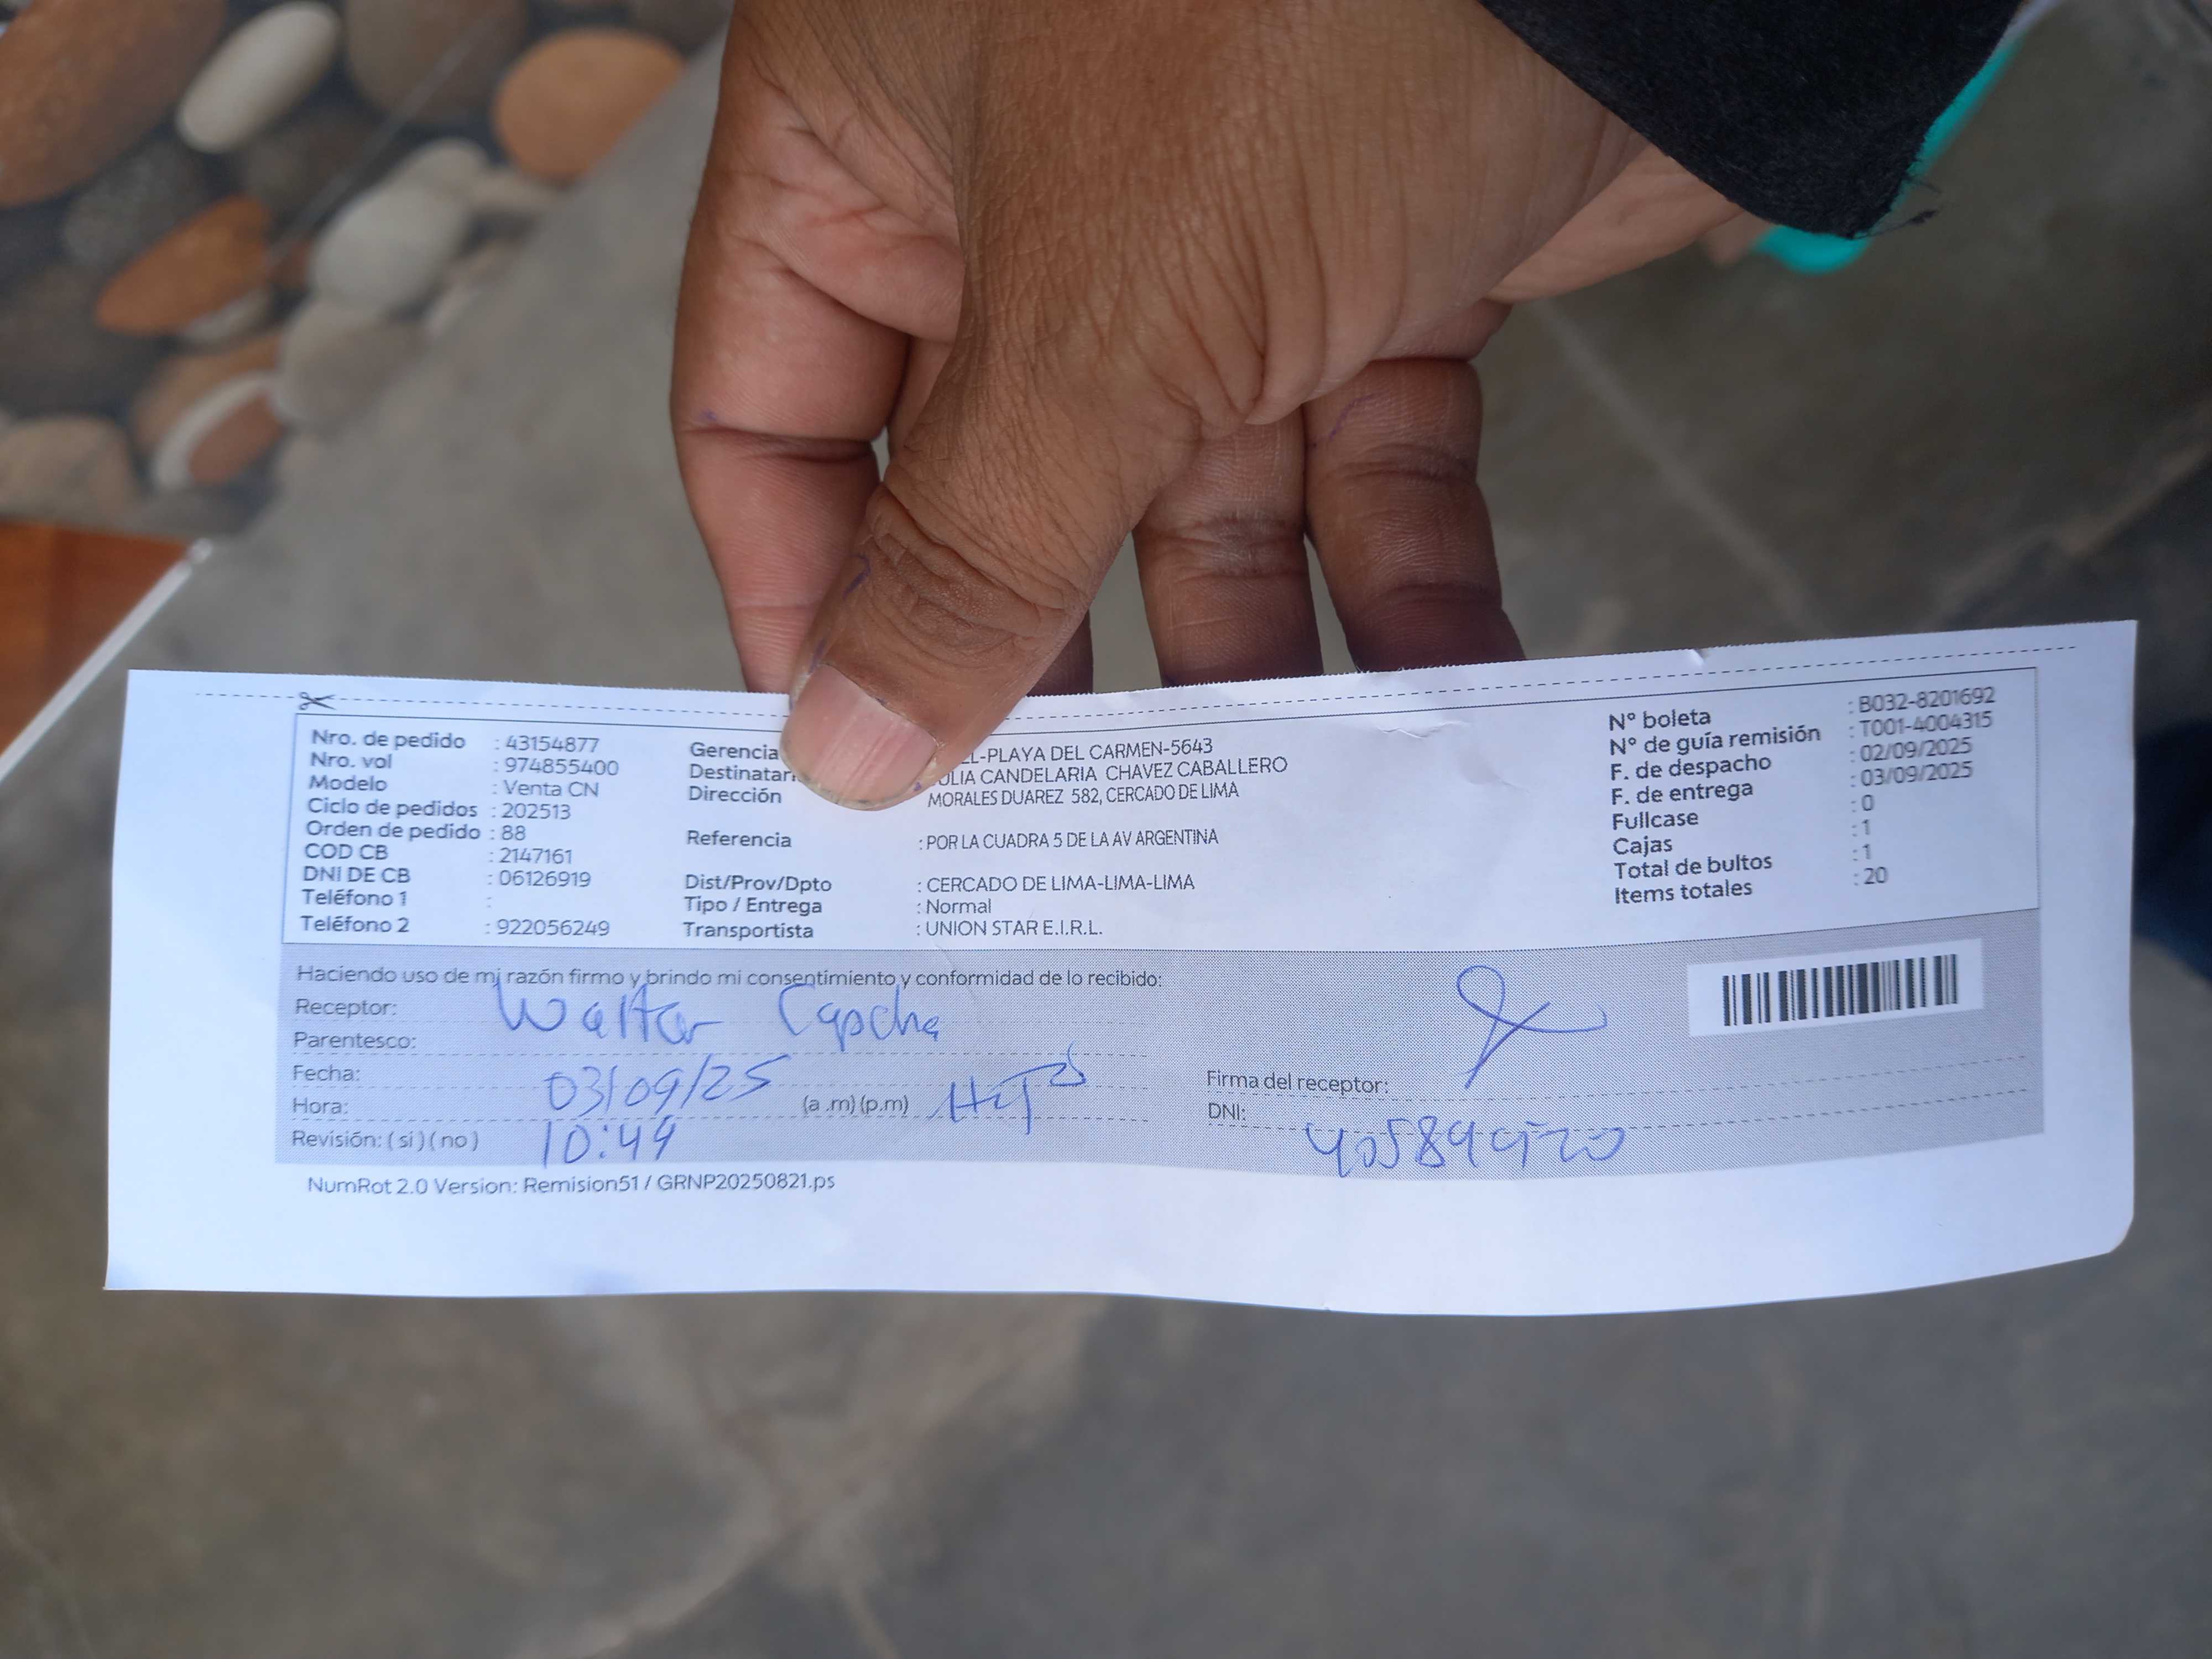 Nro. de pedido : 43154877
Nro. vol : 974855400
Modelo : Venta CN
Ciclo de pedidos : 202513
Orden de pedido : 88
COD CB : 2147161
DNI DE CB : 06126919
Teléfono 1 :
Teléfono 2 : 922056249
Gerencia L-PLAYA DEL CARMEN-5643
Destinatar ULIA CANDELARIA CHAVEZ CABALLERO
Dirección MORALES DUAREZ 582, CERCADO DE LIMA
Referencia : POR LA CUADRA 5 DE LA AV ARGENTINA
Dist/Prov/Dpto : CERCADO DE LIMA-LIMA-LIMA
Tipo / Entrega : Normal
Transportista : UNION STAR E.I.R.L.
N° boleta : B032-8201692
N° de guía remisión : T001-4004315
F. de despacho : 02/09/2025
F. de entrega : 03/09/2025
Fullcase : 0
Cajas : 1
Total de bultos : 1
Items totales : 20
Haciendo uso de mi razón firmo y brindo mi consentimiento y conformidad de lo recibido:
Receptor: Walter Capcha
Parentesco:
Fecha: 03/09/25
Hora: (a .m) (p.m)
Revisión: ( si ) ( no ) 10:49
Firma del receptor:
DNI:
NumRot 2.0 Version: Remision51 / GRNP20250821.ps